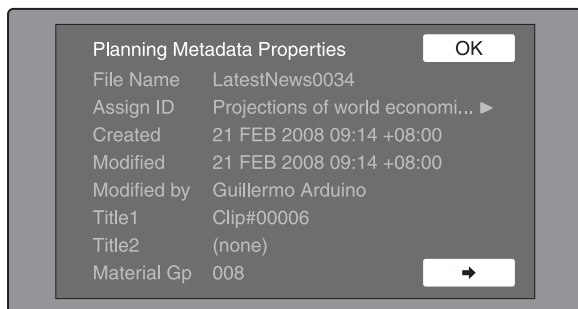 Planning Metadata Properties OK
File Name LatestNews0034
Assign ID Projections of world economi... ▶
Created 21 FEB 2008 09:14 +08:00
Modified 21 FEB 2008 09:14 +08:00
Modified by Guillermo Arduino
Title1 Clip#00006
Title2 (none)
Material Gp 008